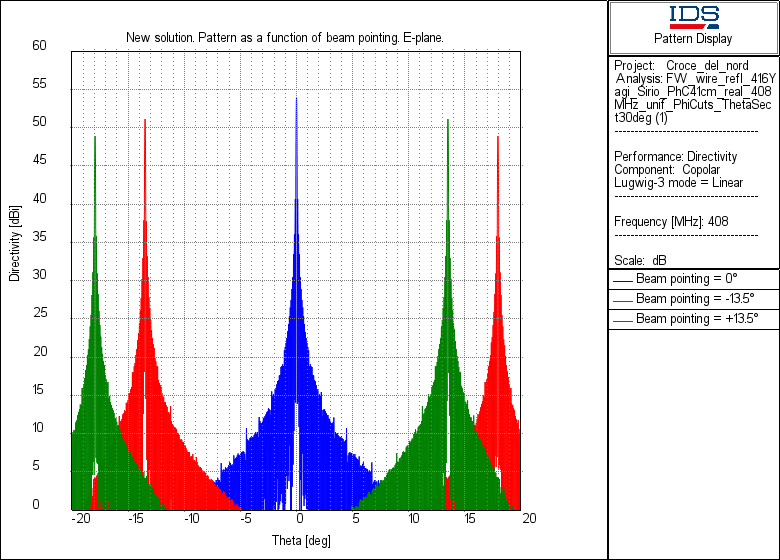 New solution. Pattern as a function of beam pointing. E-plane.
60
55
50
45
40
35
30
25
20
15
10
5
0
Directivity [dBi]
-20 -15 -10 -5 0 5 10 15 20
Theta [deg]
IDS
Pattern Display
Project: Croce_del_nord
Analysis: FW_wire_refl_416Y
agi_Sirio_PhC41cm_real_408
MHz_unif_PhiCuts_ThetaSec
t30deg (1)
Performance: Directivity
Component: Copolar
Lugwig-3 mode = Linear
Frequency [MHz]: 408
Scale: dB
Beam pointing = 0°
Beam pointing = -13.5°
Beam pointing = +13.5°